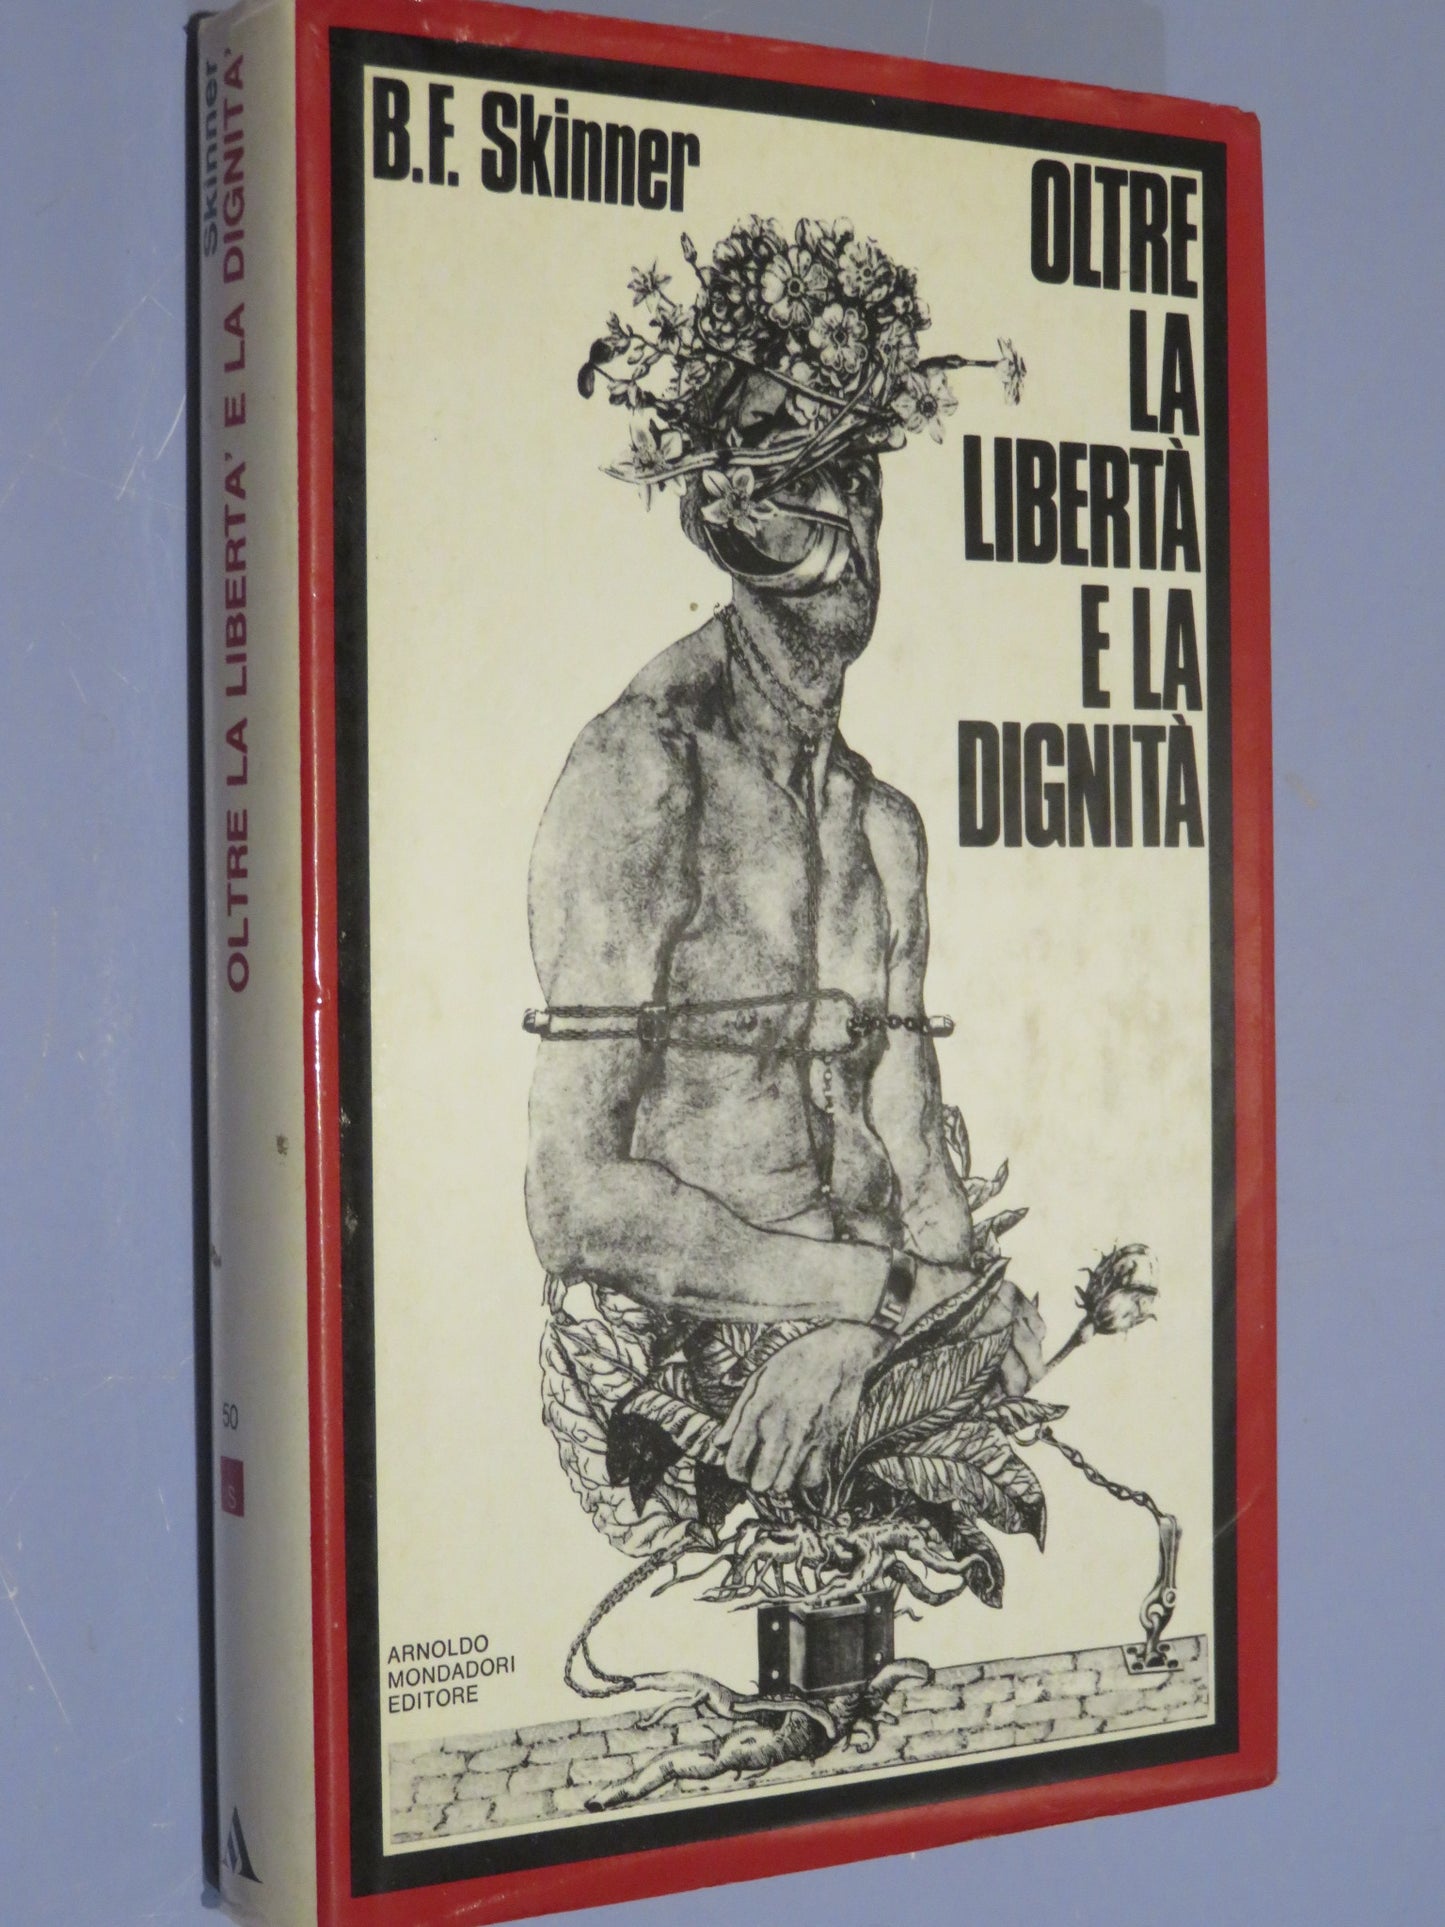 B.F. Skinner
OLTRE
LA
LIBERTÀ
E LA
DIGNITÀ
ARNOLDO
MONDADORI
EDITORE
Skinner
OLTRE LA LIBERTA' E LA DIGNITA'
50
S